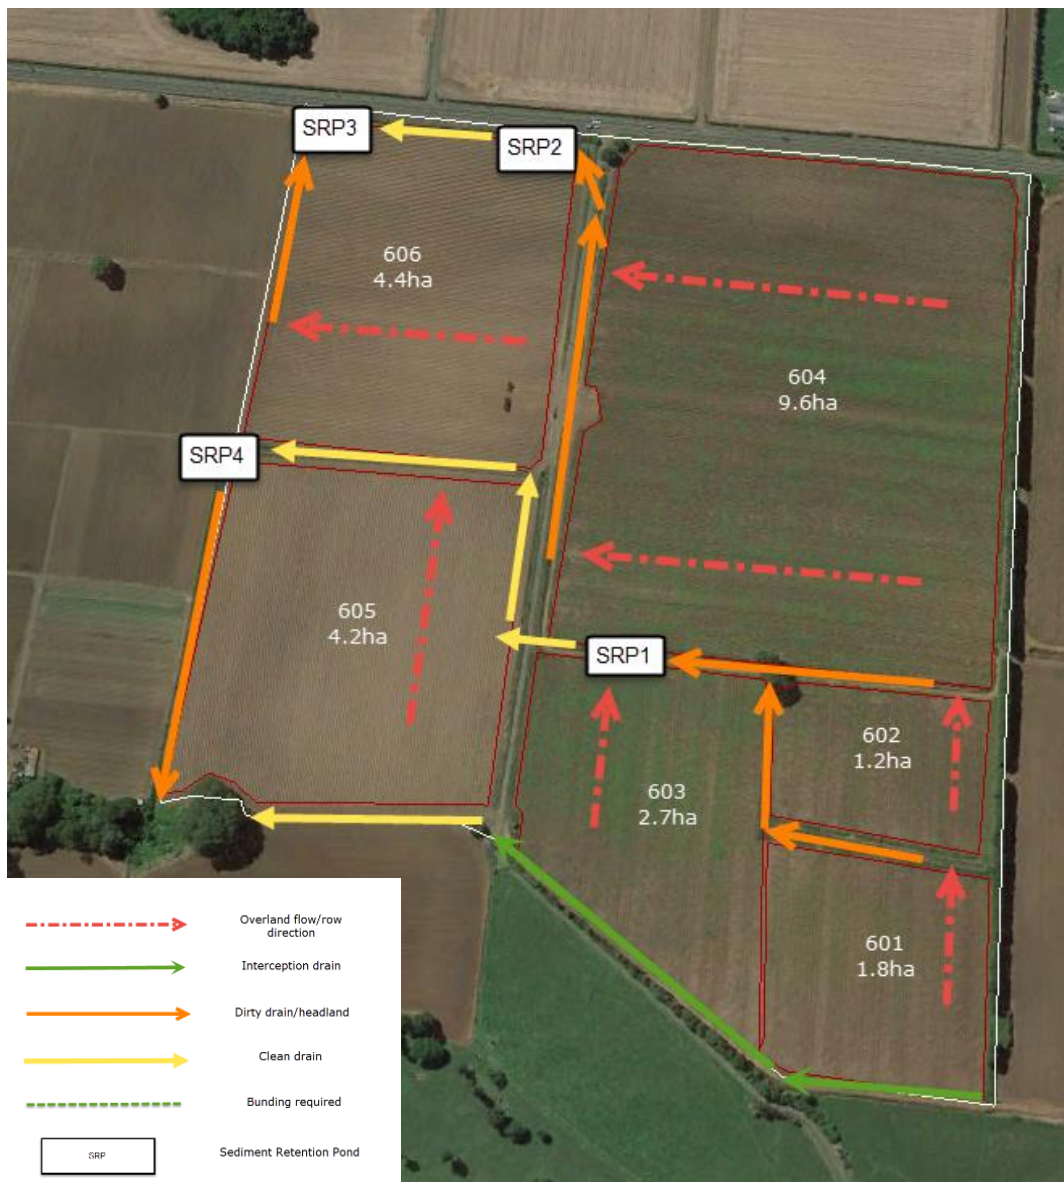 SRP3
SRP2
606
4.4ha
604
9.6ha
SRP4
605
4.2ha
SRP1
602
1.2ha
603
2.7ha
601
1.8ha
Overland flow/row
direction
Interception drain
Dirty drain/headland
Clean drain
Bunding required
SRP
Sediment Retention Pond